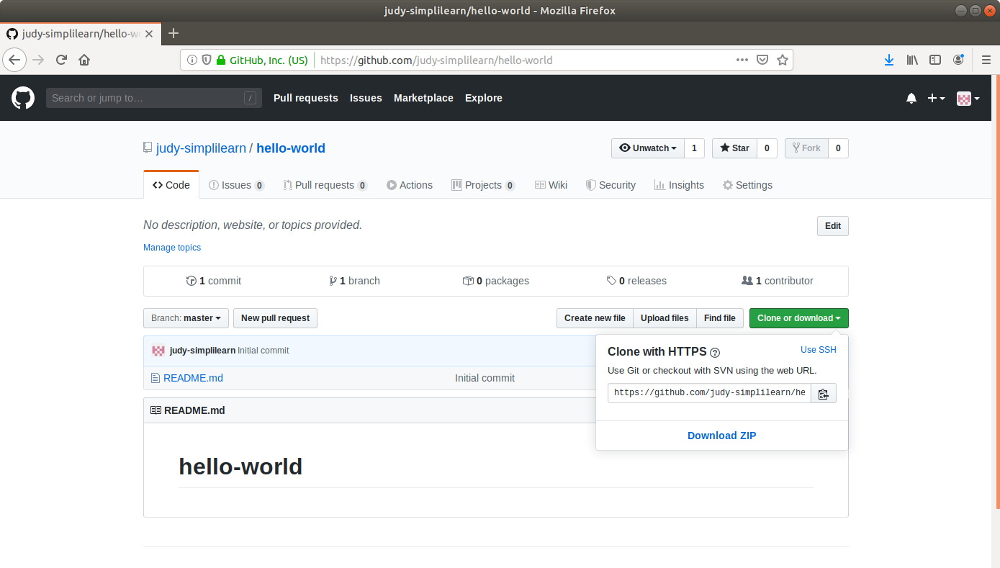 judy-simplilearn/hello-world - Mozilla Firefox
judy-simplilearn/hello-w
GitHub, Inc. (US) https://github.com/judy-simplilearn/hello-world
Search or jump to… / Pull requests Issues Marketplace Explore
judy-simplilearn / hello-world Unwatch 1 Star 0 Fork 0
Code Issues 0 Pull requests 0 Actions Projects 0 Wiki Security Insights Settings
No description, website, or topics provided. Edit
Manage topics
1 commit 1 branch 0 packages 0 releases 1 contributor
Branch: master New pull request Create new file Upload files Find file Clone or download
judy-simplilearn Initial commit
README.md Initial commit
Clone with HTTPS ? Use SSH
Use Git or checkout with SVN using the web URL.
https://github.com/judy-simplilearn/he
Download ZIP
README.md
hello-world